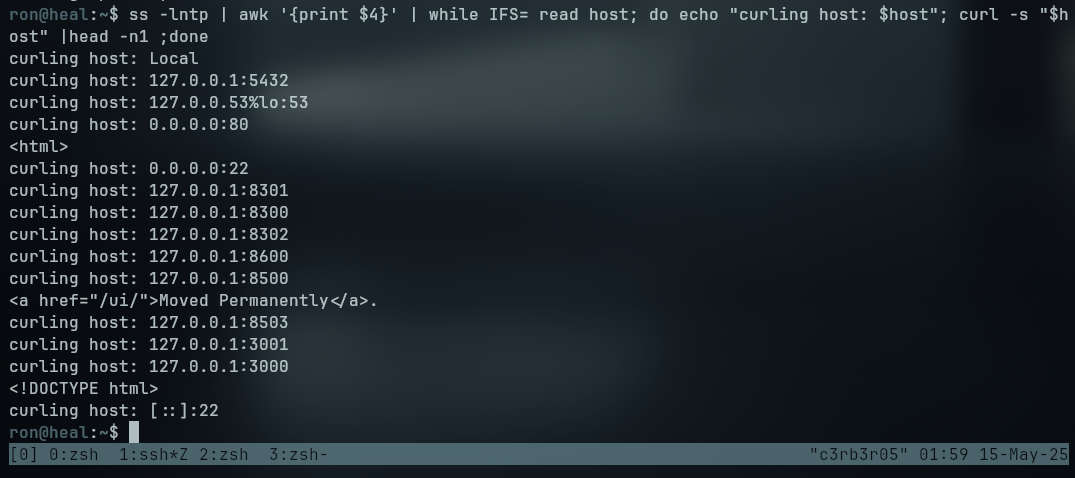 ron@heal:~$ ss -lntp | awk '{print $4}' | while IFS= read host; do echo "curling host: $host"; curl -s "$h
ost" |head -n1 ;done
curling host: Local
curling host: 127.0.0.1:5432
curling host: 127.0.0.53%lo:53
curling host: 0.0.0.0:80
<html>
curling host: 0.0.0.0:22
curling host: 127.0.0.1:8301
curling host: 127.0.0.1:8300
curling host: 127.0.0.1:8302
curling host: 127.0.0.1:8600
curling host: 127.0.0.1:8500
<a href="/ui/">Moved Permanently</a>.
curling host: 127.0.0.1:8503
curling host: 127.0.0.1:3001
curling host: 127.0.0.1:3000
<!DOCTYPE html>
curling host: [::]:22
ron@heal:~$
[0] 0:zsh  1:ssh*Z 2:zsh  3:zsh-  "c3rb3r05" 01:59 15-May-25